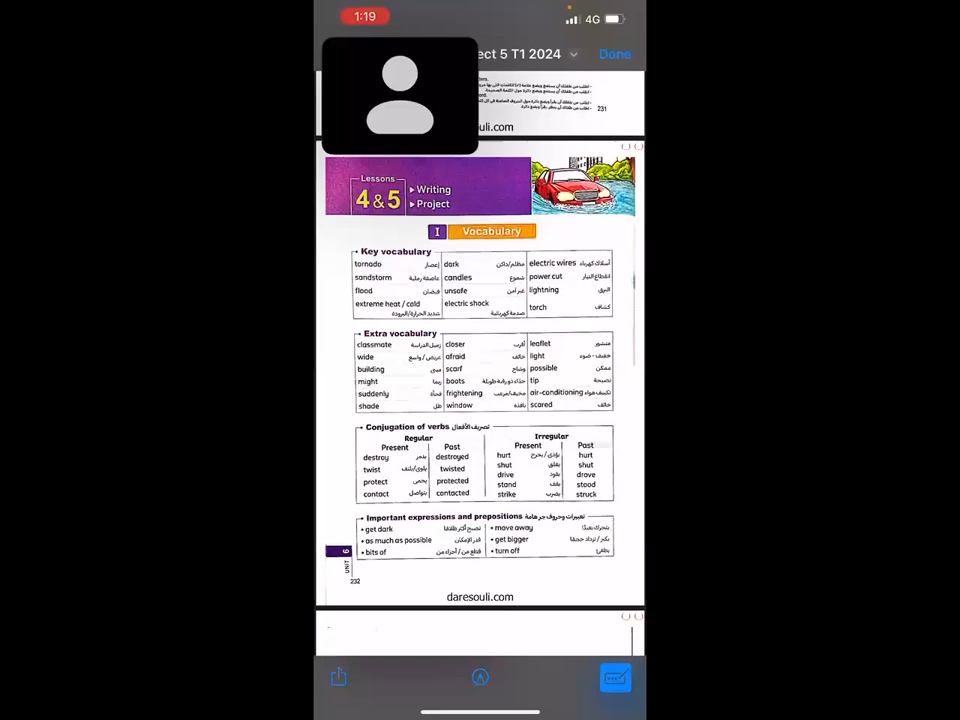 1:19
4G
ect 5 T1 2024
Done
231
ouli.com
Lessons
4 & 5
Writing
Project
I Vocabulary
Key vocabulary
tornado إعصار dark مظلم/داكن electric wires أسلاك كهرباء
sandstorm عاصفة رملية candles شموع power cut انقطاع التيار
flood فيضان unsafe غير آمن lightning البرق
extreme heat / cold شديد الحرارة/البرودة electric shock صدمة كهربائية torch كشاف
Extra vocabulary
classmate زميل الدراسة closer أقرب leaflet منشور
wide عريض / واسع afraid خائف light خفيف - ضوء
building مبنى scarf وشاح possible ممكن
might ربما boots حذاء ذو رقبة طويلة tip نصيحة
suddenly فجأة frightening مخيف/مرعب air-conditioning تكييف هواء
shade ظل window نافذة scared خائف
Conjugation of verbs تصريف الأفعال
Regular Irregular
Present Past Present Past
destroy يدمر destroyed hurt يؤذي/يجرح hurt
twist يلوى/يلتف twisted shut يغلق shut
protect يحمى protected drive يقود drove
contact يتواصل contacted stand يقف stood
strike يضرب struck
Important expressions and prepositions تعبيرات وحروف جر هامة
• get dark تصبح أكثر ظلامًا • move away يتحرك بعيدًا
• as much as possible قدر الإمكان • get bigger يكبر / تزداد حجمًا
• bits of قطع من / أجزاء من • turn off يطفئ
UNIT 6
232
daresouli.com